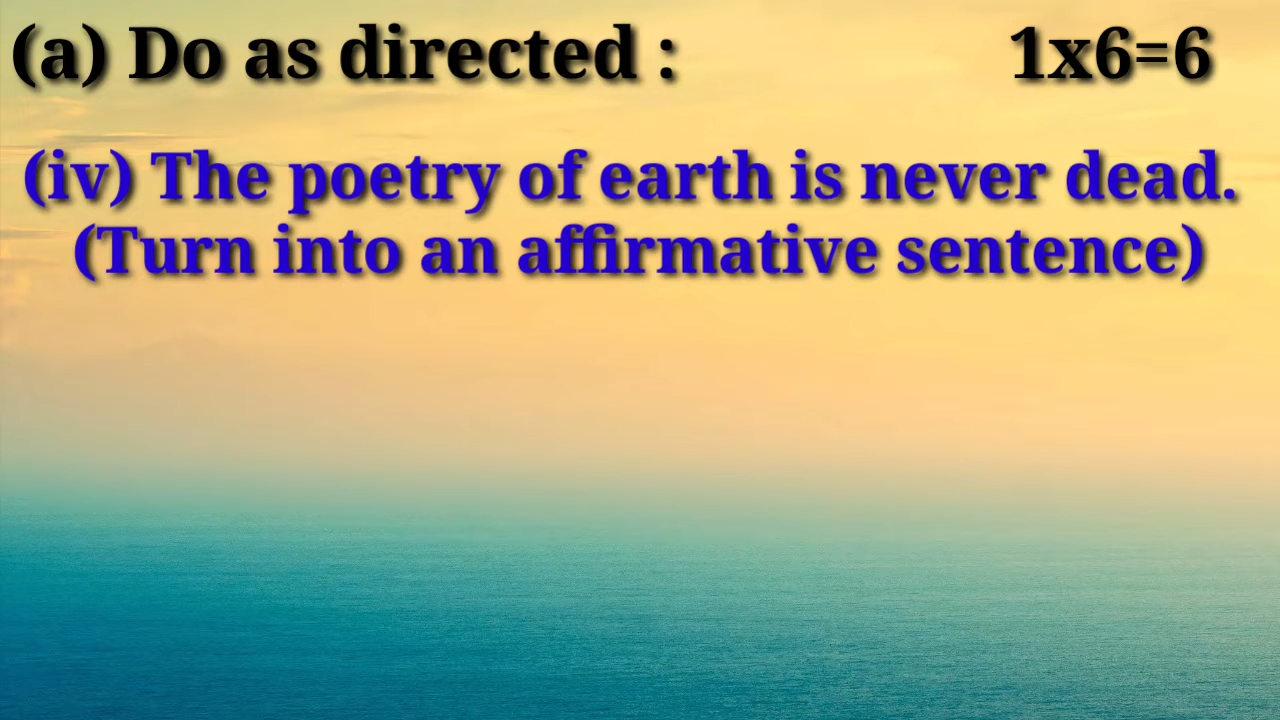 (a) Do as directed : 1x6=6
(iv) The poetry of earth is never dead.
(Turn into an affirmative sentence)